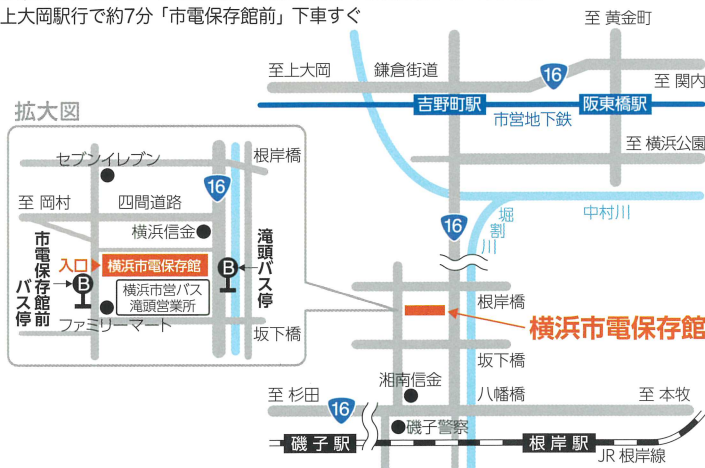 上大岡駅行で約7分「市電保存館前」下車すぐ
至 黄金町
至上大岡
鎌倉街道
16
至 関内
吉野町駅
阪東橋駅
市営地下鉄
至 横浜公園
中村川
堀割川
16
拡大図
セブンイレブン
根岸橋
16
至 岡村
四間道路
横浜信金
入口
横浜市電保存館
市電保存館前
バス停
B
B
滝頭バス停
横浜市営バス
滝頭営業所
ファミリーマート
坂下橋
根岸橋
横浜市電保存館
坂下橋
湘南信金
八幡橋
至 杉田
16
至 本牧
磯子警察
磯子駅
根岸駅
JR 根岸線